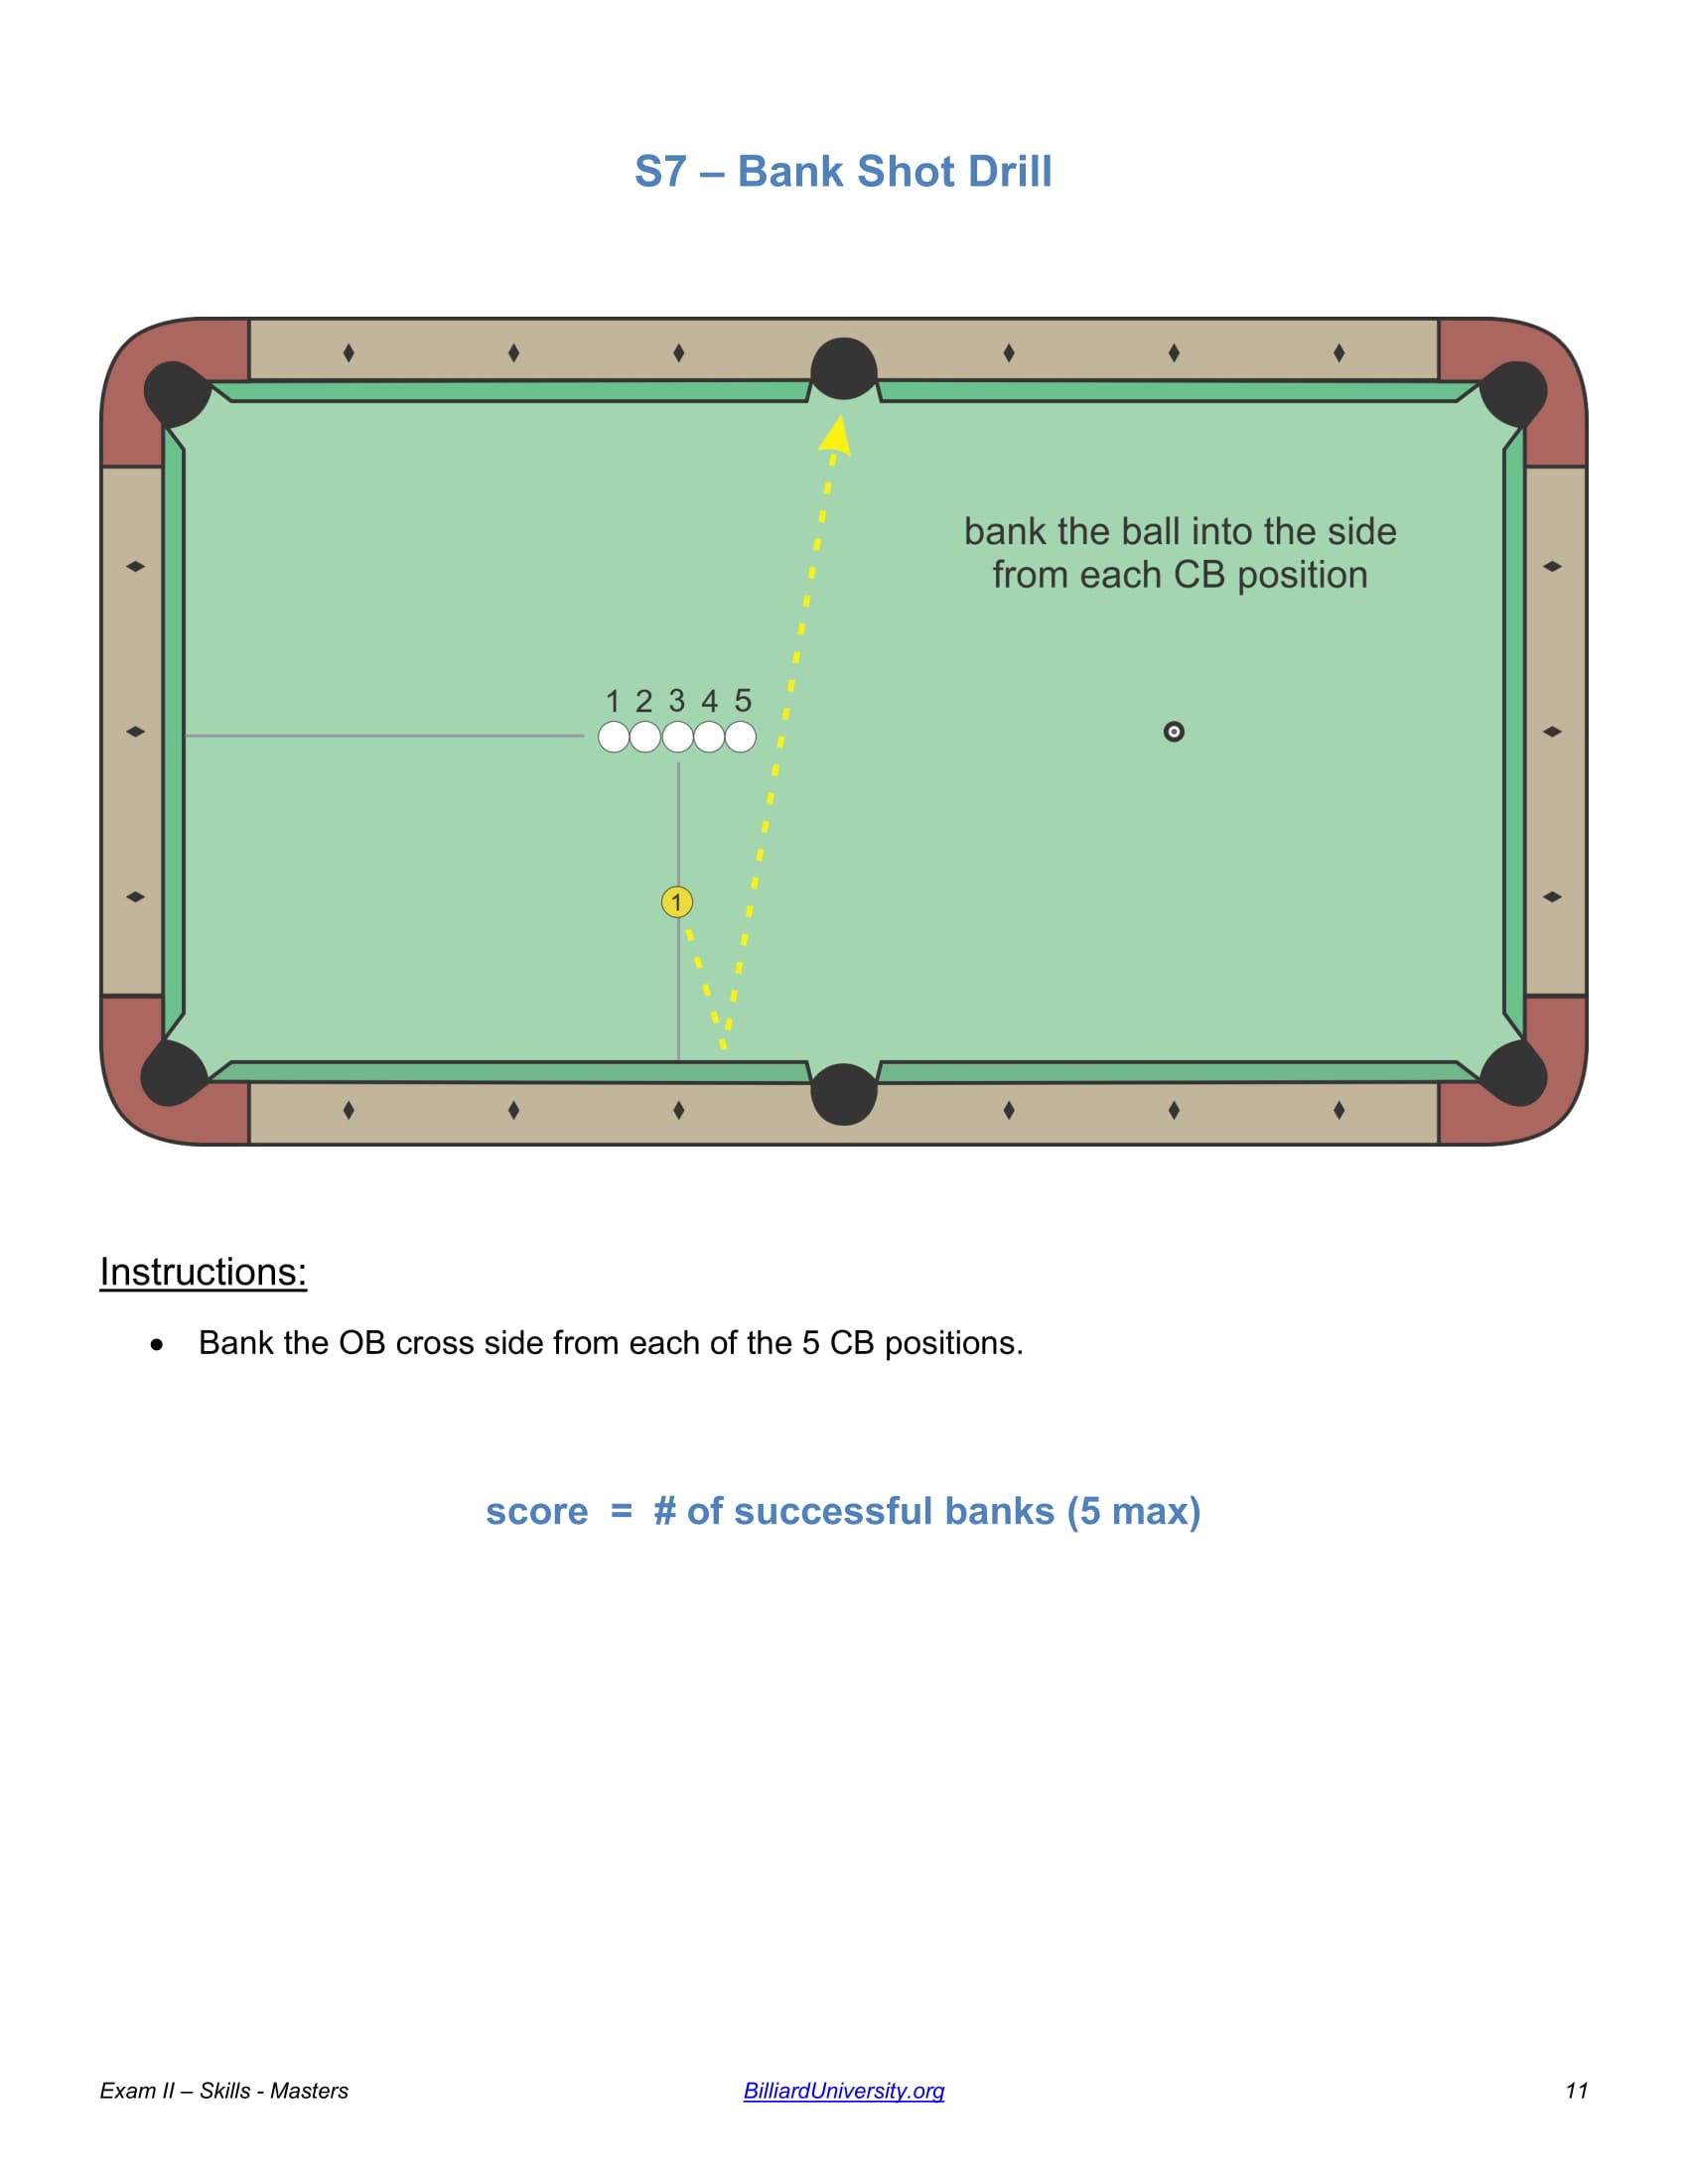 S7 – Bank Shot Drill
bank the ball into the side
from each CB position
1 2 3 4 5
1
Instructions:
• Bank the OB cross side from each of the 5 CB positions.
score = # of successful banks (5 max)
Exam II – Skills - Masters BilliardUniversity.org 11